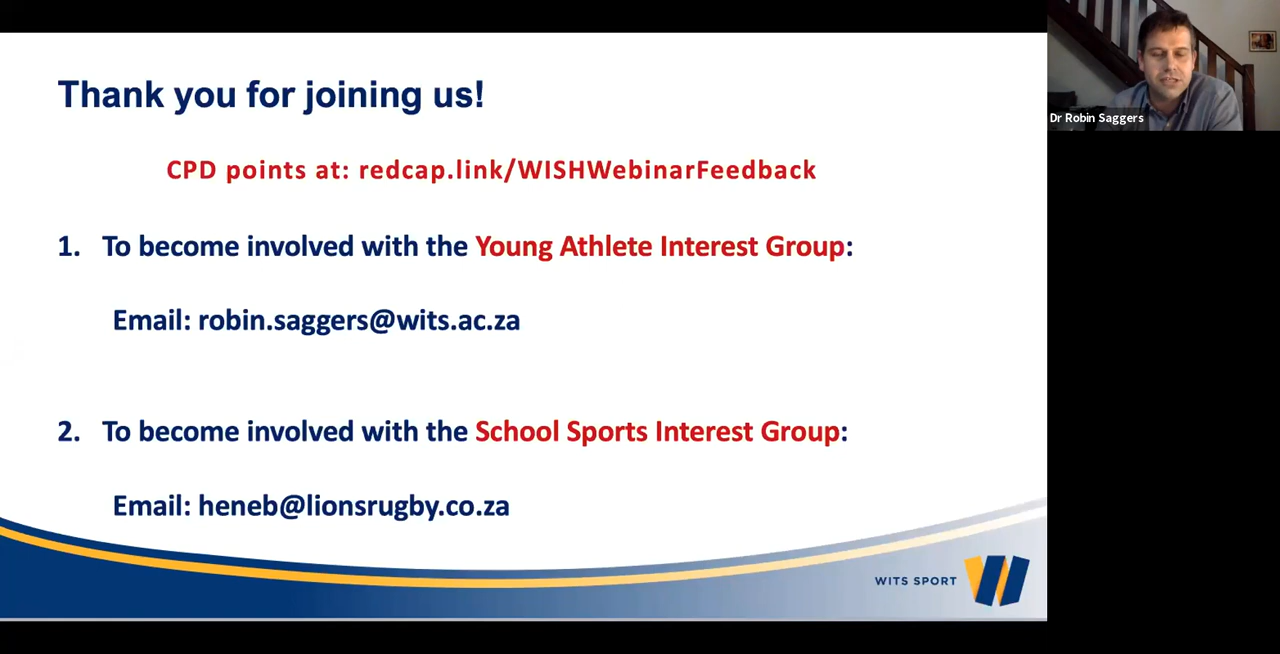 Thank you for joining us!
CPD points at: redcap.link/WISHWebinarFeedback
1. To become involved with the Young Athlete Interest Group:
Email: robin.saggers@wits.ac.za
2. To become involved with the School Sports Interest Group:
Email: heneb@lionsrugby.co.za
WITS SPORT
Dr Robin Saggers